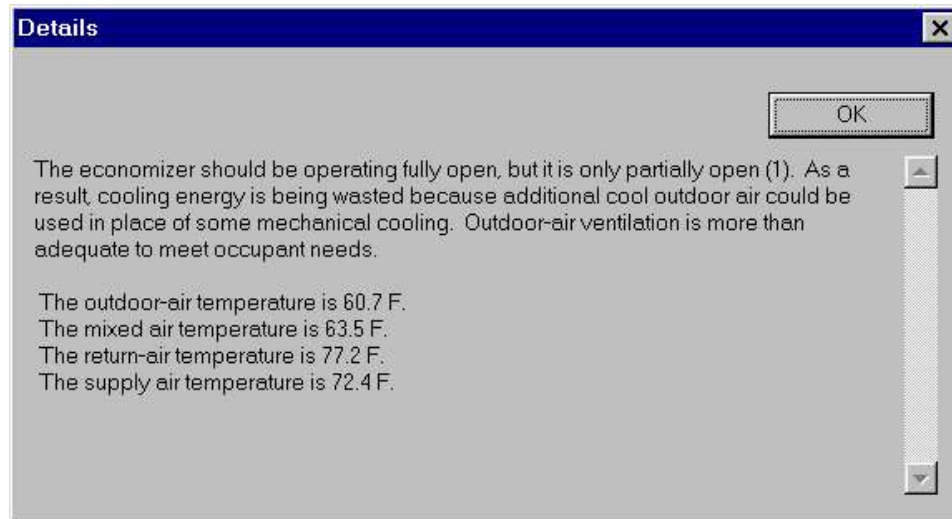 Details
OK
The economizer should be operating fully open, but it is only partially open (1). As a
result, cooling energy is being wasted because additional cool outdoor air could be
used in place of some mechanical cooling. Outdoor-air ventilation is more than
adequate to meet occupant needs.
The outdoor-air temperature is 60.7 F.
The mixed air temperature is 63.5 F.
The return-air temperature is 77.2 F.
The supply air temperature is 72.4 F.